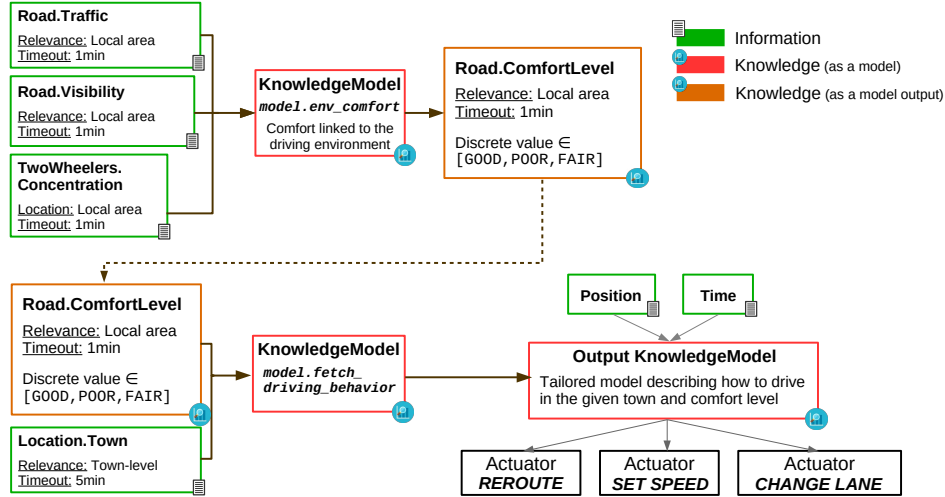 Road.Traffic
Relevance: Local area
Timeout: 1min
Road.Visibility
Relevance: Local area
Timeout: 1min
TwoWheelers.
Concentration
Location: Local area
Timeout: 1min
KnowledgeModel
model.env_comfort
Comfort linked to the
driving environment
Road.ComfortLevel
Relevance: Local area
Timeout: 1min
Discrete value ∈
[GOOD,POOR,FAIR]
Information
Knowledge (as a model)
Knowledge (as a model output)
Road.ComfortLevel
Relevance: Local area
Timeout: 1min
Discrete value ∈
[GOOD,POOR,FAIR]
Location.Town
Relevance: Town-level
Timeout: 5min
KnowledgeModel
model.fetch_
driving_behavior
Position
Time
Output KnowledgeModel
Tailored model describing how to drive
in the given town and comfort level
Actuator
REROUTE
Actuator
SET SPEED
Actuator
CHANGE LANE